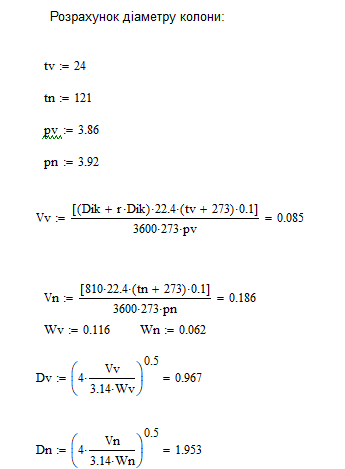 Розрахунок діаметру колони:
tv := 24
tn := 121
pv := 3.86
pn := 3.92
Vv := [(Dik + r·Dik)·22.4·(tv + 273)·0.1] / 3600·273·pv = 0.085
Vn := [810·22.4·(tn + 273)·0.1] / 3600·273·pn = 0.186
Wv := 0.116 Wn := 0.062
Dv := (4· Vv / 3.14·Wv)^0.5 = 0.967
Dn := (4· Vn / 3.14·Wn)^0.5 = 1.953